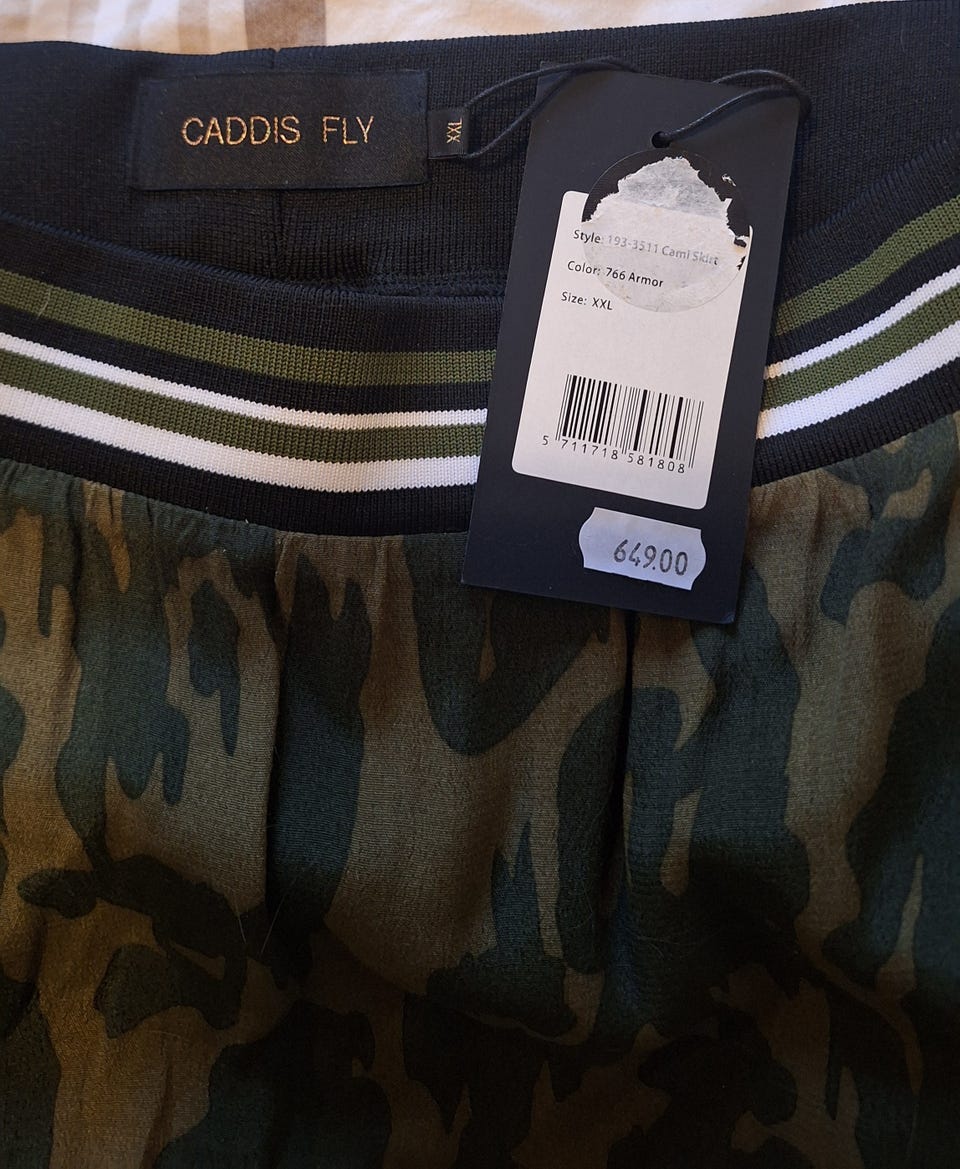 CADDIS FLY
XXL
Style: 193-3511 Cami Skirt
Color: 766 Armor
Size: XXL
5 711718 581808
649.00